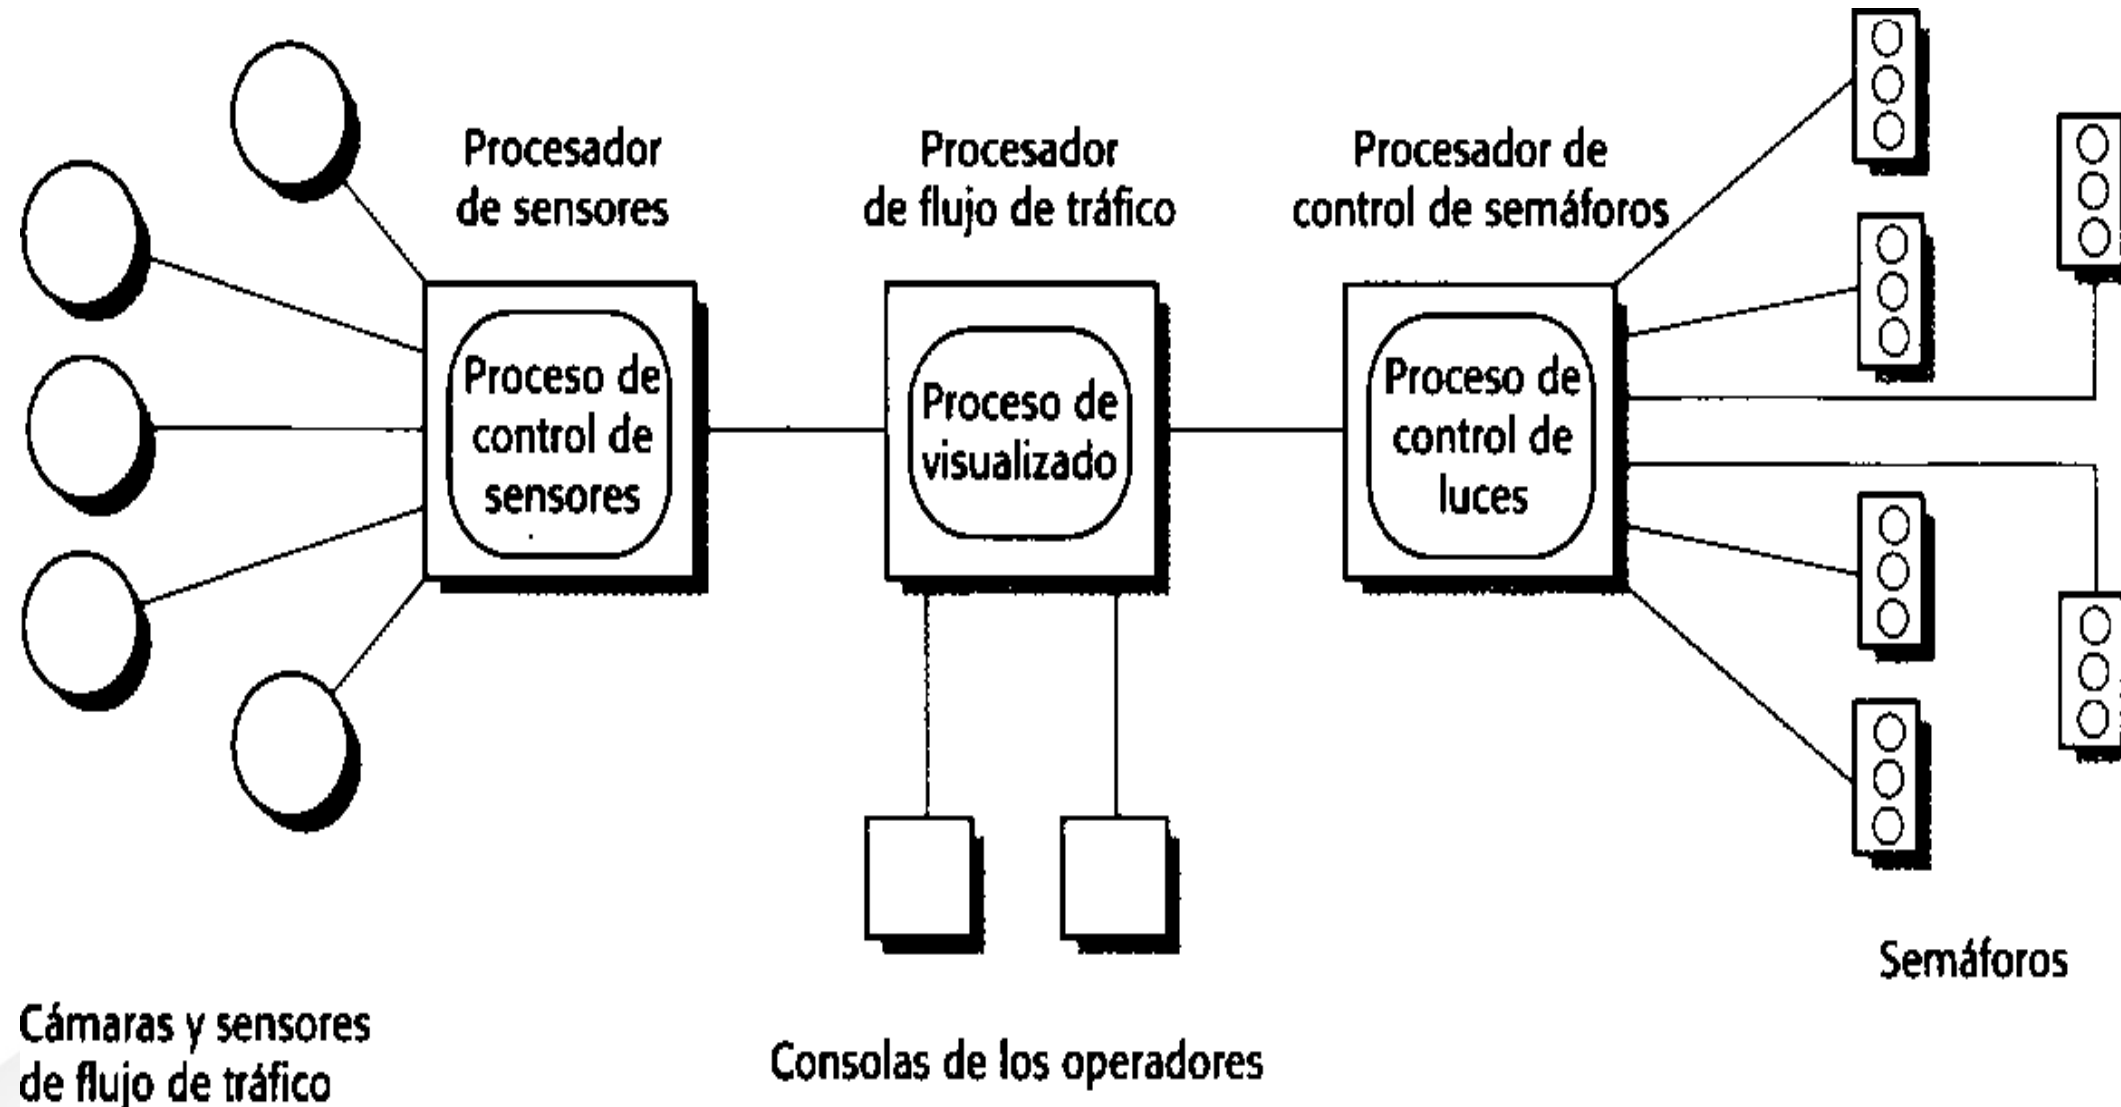 Procesador
de sensores
Procesador
de flujo de tráfico
Procesador de
control de semáforos
Proceso de
control de
sensores
Proceso de
visualizado
Proceso de
control de
luces
Semáforos
Cámaras y sensores
de flujo de tráfico
Consolas de los operadores